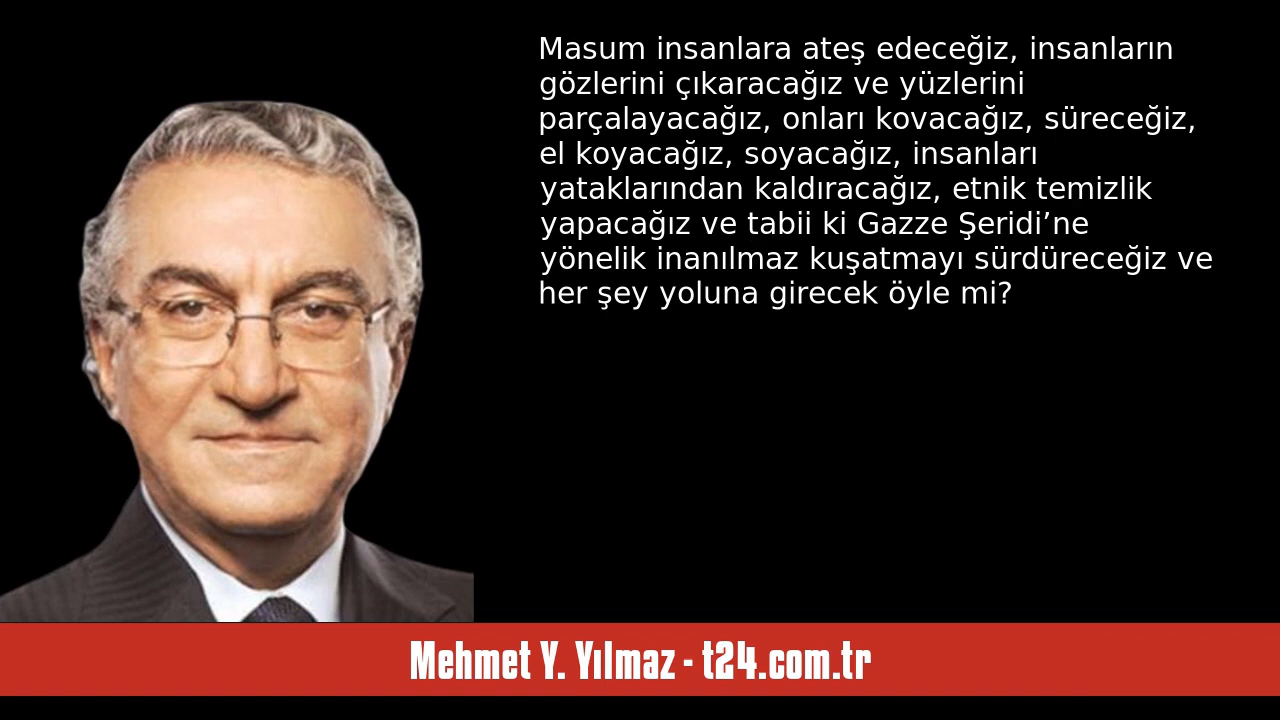 Masum insanlara ateş edeceğiz, insanların
gözlerini çıkaracağız ve yüzlerini
parçalayacağız, onları kovacağız, süreceğiz,
el koyacağız, soyacağız, insanları
yataklarından kaldıracağız, etnik temizlik
yapacağız ve tabii ki Gazze Şeridi’ne
yönelik inanılmaz kuşatmayı sürdüreceğiz ve
her şey yoluna girecek öyle mi?
Mehmet Y. Yılmaz - t24.com.tr